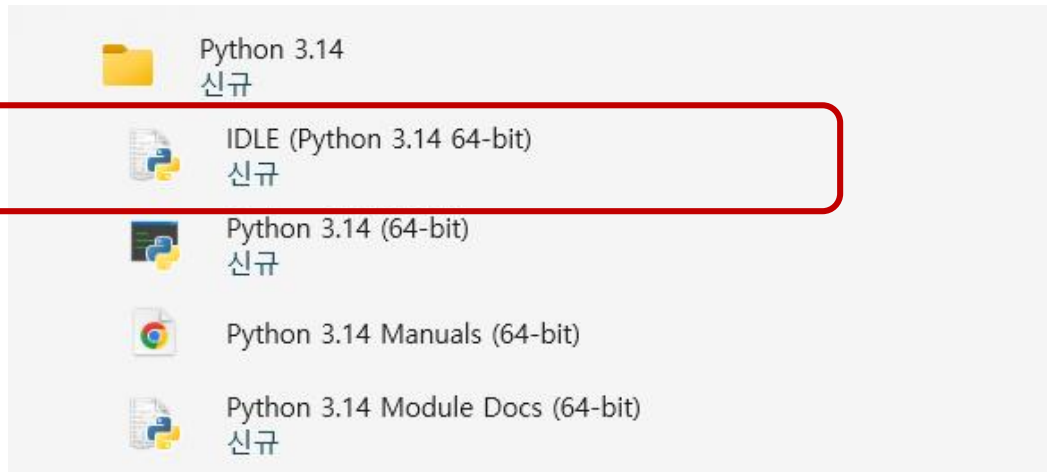 Python 3.14
신규
IDLE (Python 3.14 64-bit)
신규
Python 3.14 (64-bit)
신규
Python 3.14 Manuals (64-bit)
Python 3.14 Module Docs (64-bit)
신규